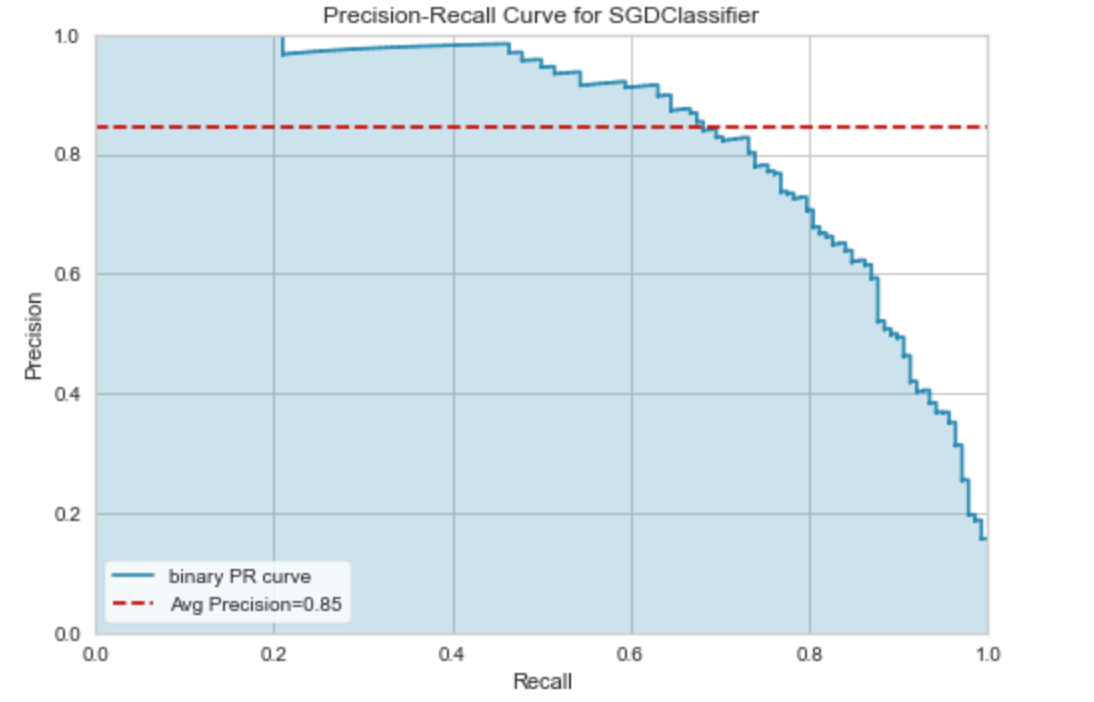 Precision-Recall Curve for SGDClassifier
1.0
0.8
0.6
0.4
0.2
0.0
Precision
binary PR curve
Avg Precision=0.85
0.0 0.2 0.4 0.6 0.8 1.0
Recall